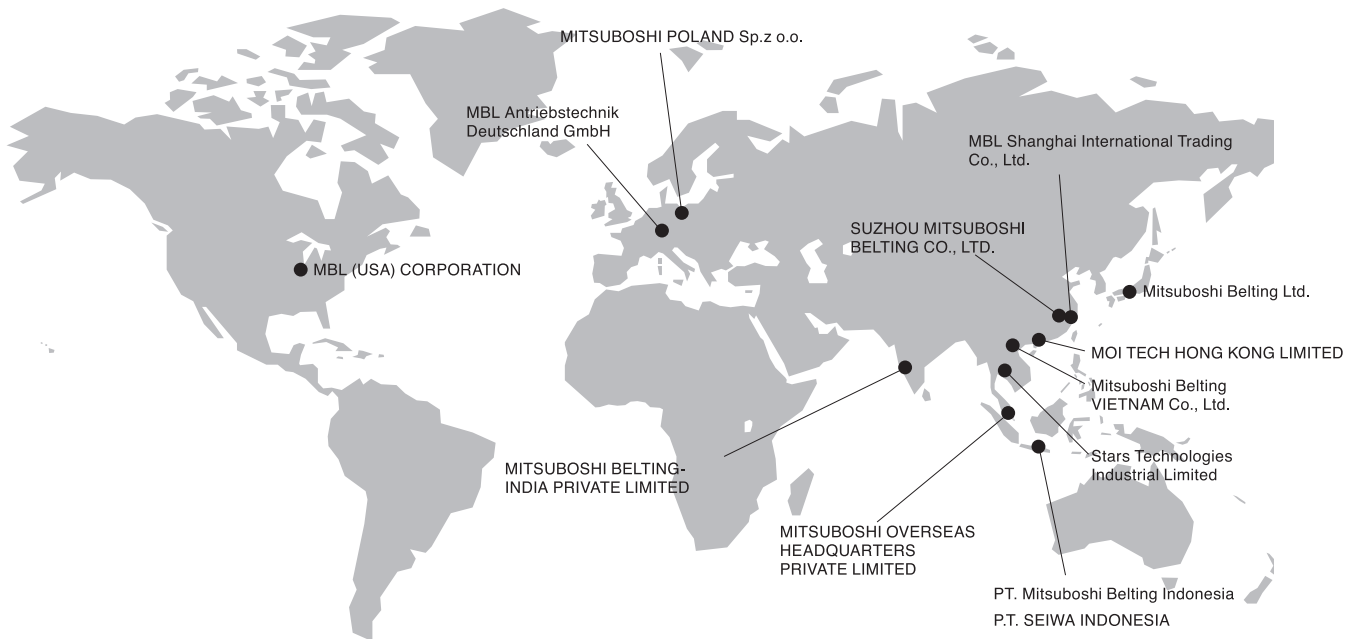 MITSUBOSHI POLAND Sp.z o.o.
MBL Antriebstechnik
Deutschland GmbH
MBL Shanghai International Trading
Co., Ltd.
SUZHOU MITSUBOSHI
BELTING CO., LTD.
MBL (USA) CORPORATION
Mitsuboshi Belting Ltd.
MOI TECH HONG KONG LIMITED
Mitsuboshi Belting
VIETNAM Co., Ltd.
Stars Technologies
Industrial Limited
MITSUBOSHI BELTING-
INDIA PRIVATE LIMITED
MITSUBOSHI OVERSEAS
HEADQUARTERS
PRIVATE LIMITED
PT. Mitsuboshi Belting Indonesia
P.T. SEIWA INDONESIA